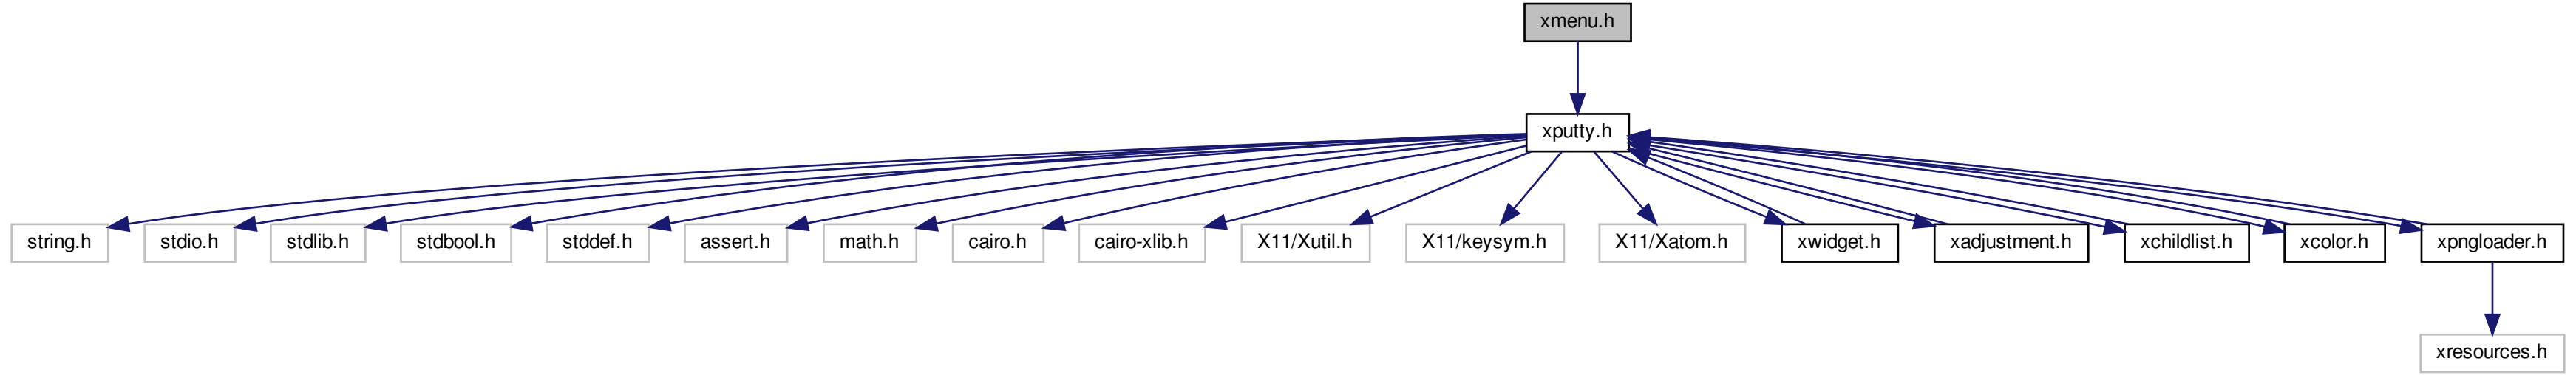 xmenu.h
xputty.h
string.h
stdio.h
stdlib.h
stdbool.h
stddef.h
assert.h
math.h
cairo.h
cairo-xlib.h
X11/Xutil.h
X11/keysym.h
X11/Xatom.h
xwidget.h
xadjustment.h
xchildlist.h
xcolor.h
xpngloader.h
xresources.h